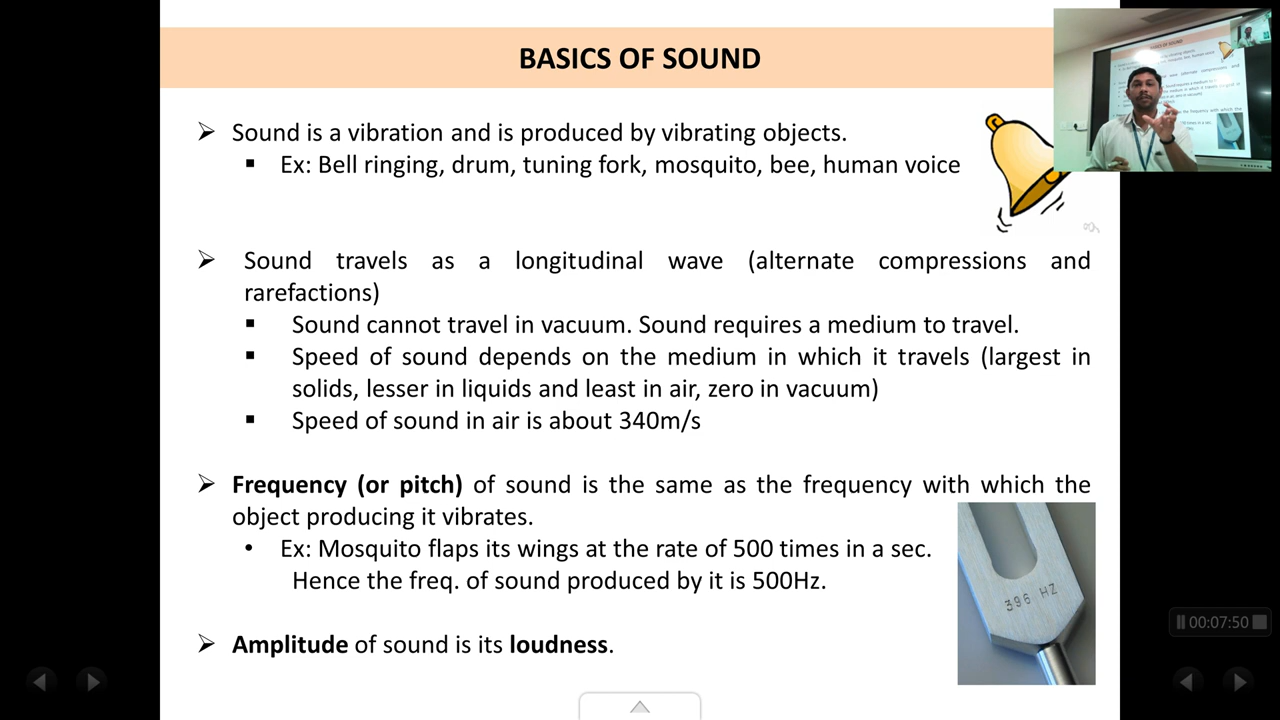 BASICS OF SOUND
➢ Sound is a vibration and is produced by vibrating objects.
▪ Ex: Bell ringing, drum, tuning fork, mosquito, bee, human voice
➢ Sound travels as a longitudinal wave (alternate compressions and
rarefactions)
▪ Sound cannot travel in vacuum. Sound requires a medium to travel.
▪ Speed of sound depends on the medium in which it travels (largest in
solids, lesser in liquids and least in air, zero in vacuum)
▪ Speed of sound in air is about 340m/s
➢ Frequency (or pitch) of sound is the same as the frequency with which the
object producing it vibrates.
• Ex: Mosquito flaps its wings at the rate of 500 times in a sec.
Hence the freq. of sound produced by it is 500Hz.
396 HZ
00:07:50
➢ Amplitude of sound is its loudness.